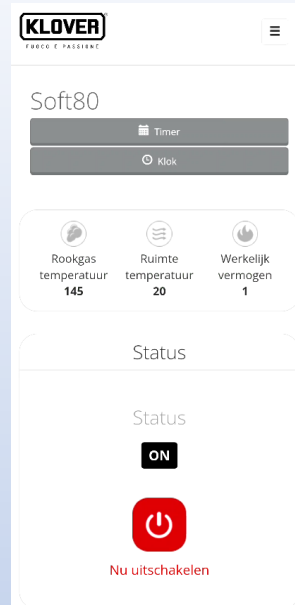 KLOVER
FUOCO E PASSIONE
Soft80
Timer
Klok
Rookgas temperatuur
145
Ruimte temperatuur
20
Werkelijk vermogen
1
Status
Status
ON
Nu uitschakelen